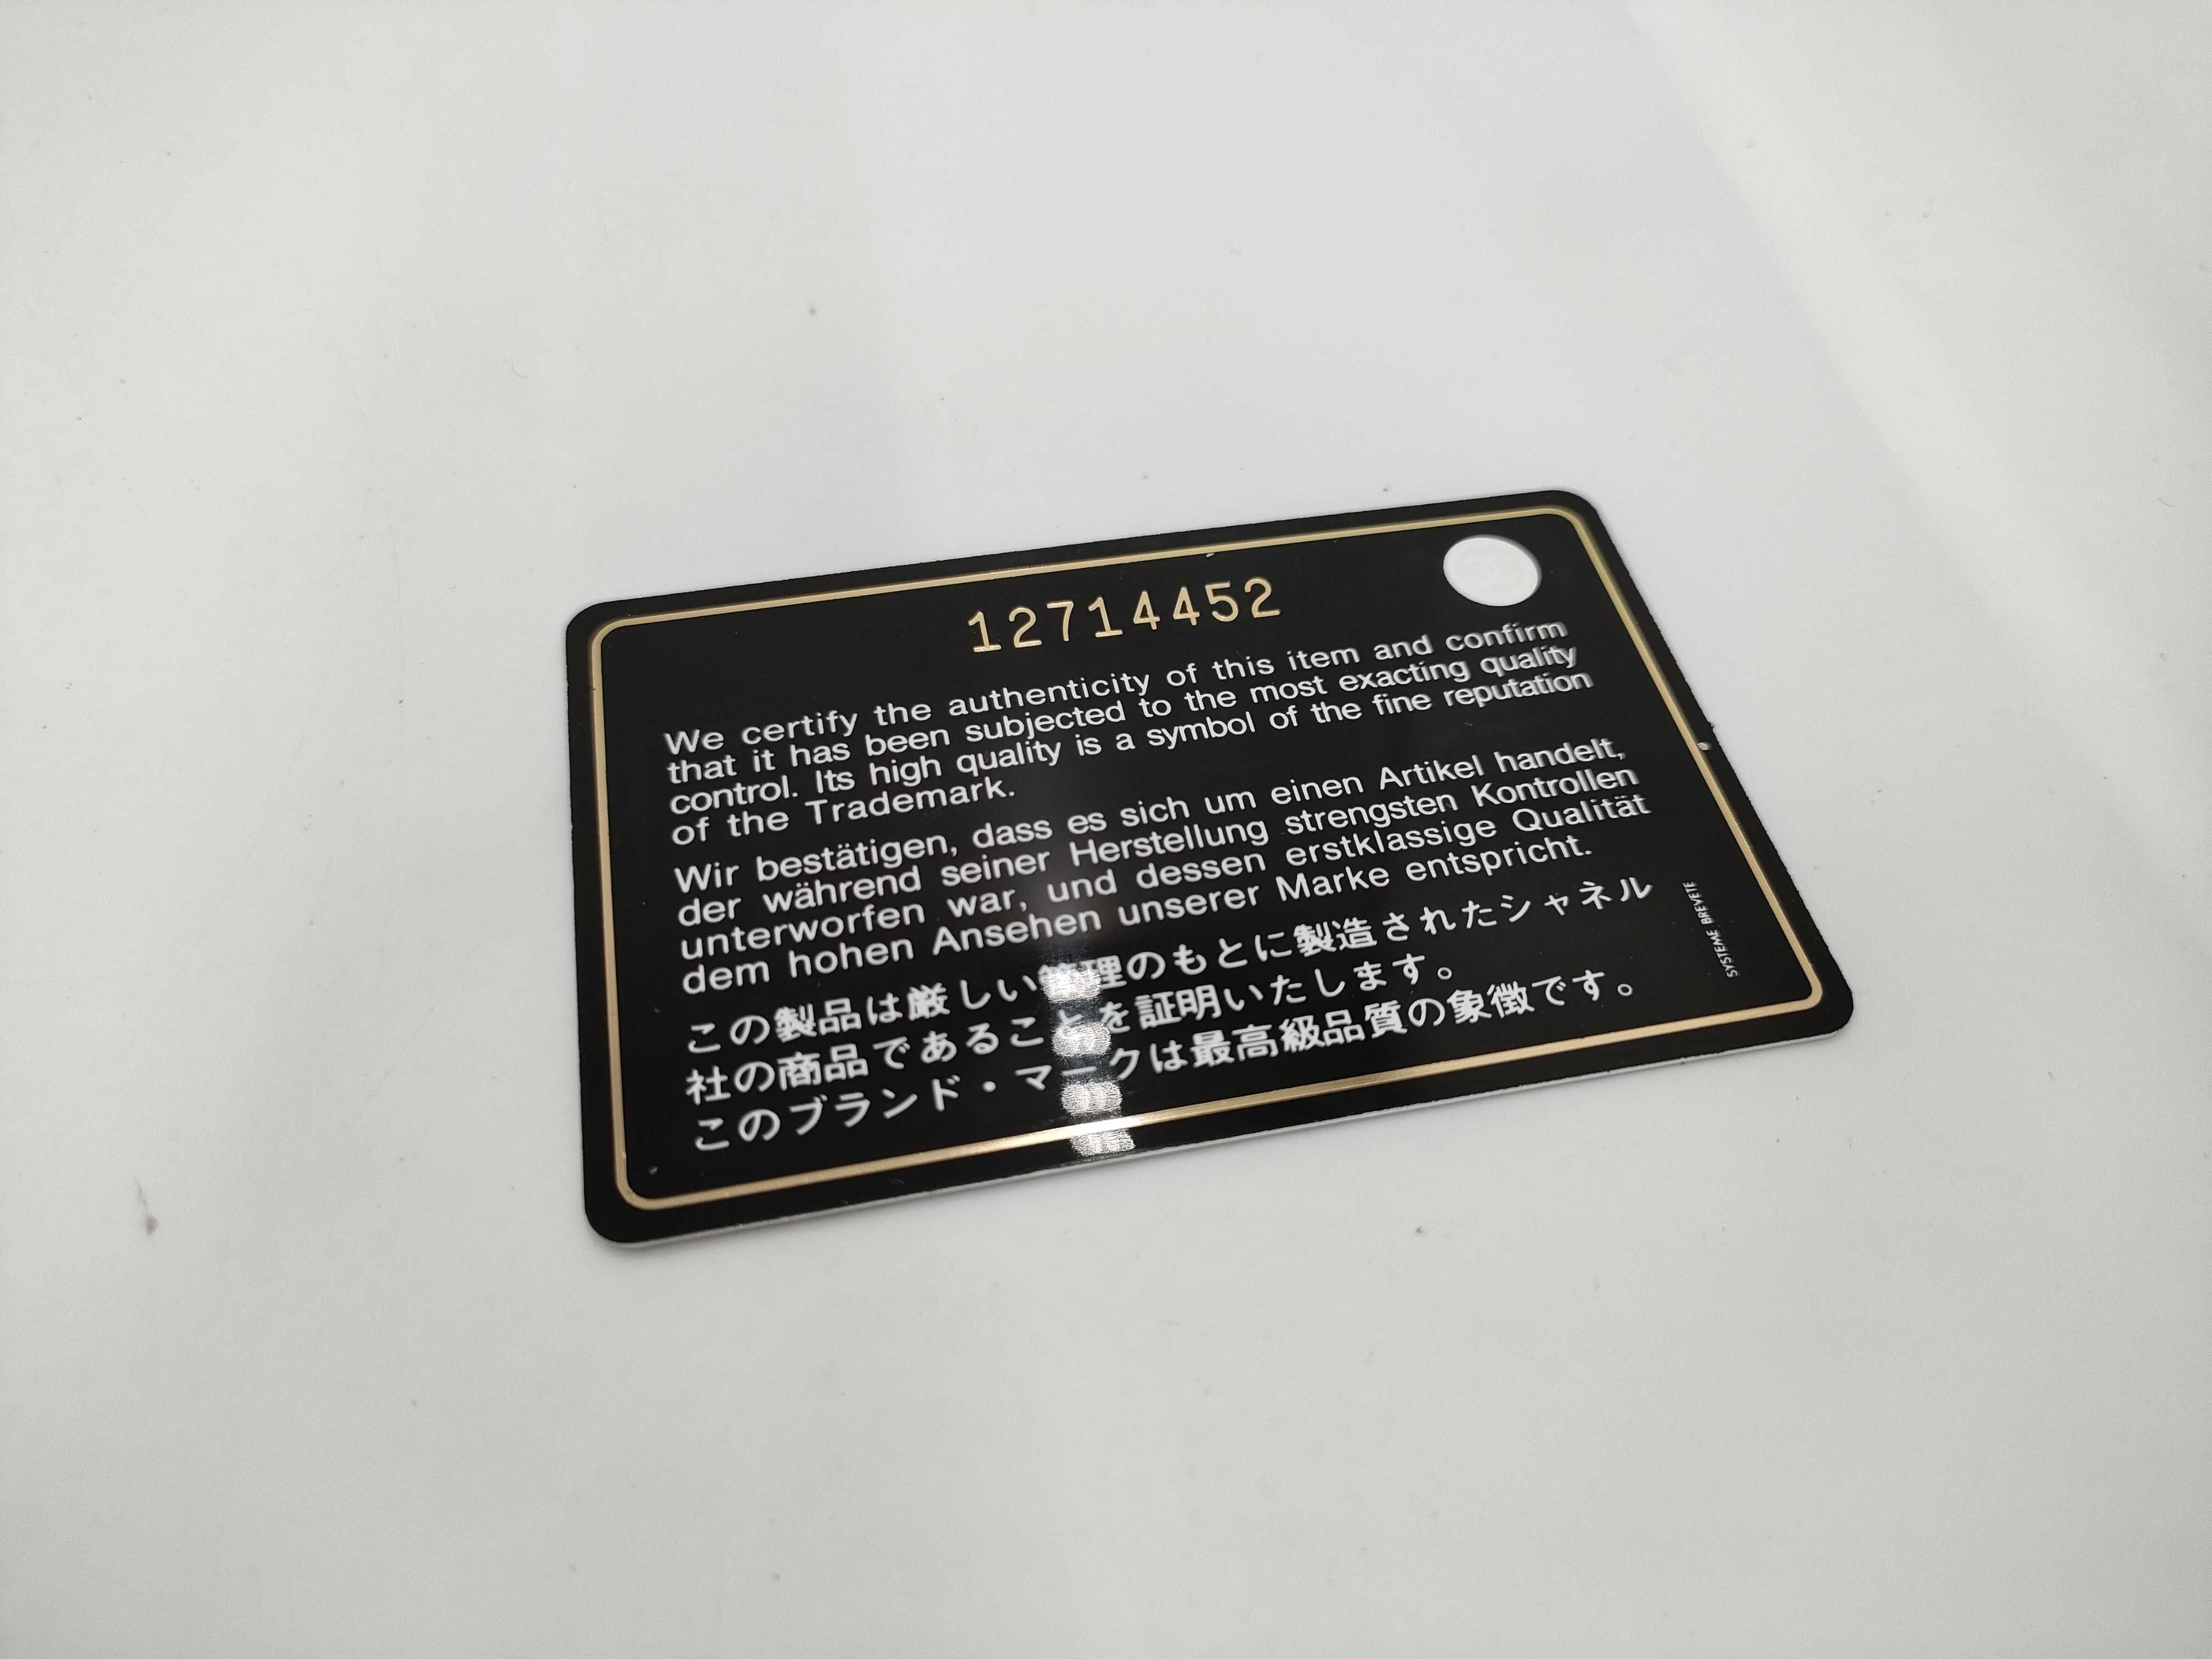 12714452
We certify the authenticity of this item and confirm
that it has been subjected to the most exacting quality
control. Its high quality is a symbol of the fine reputation
of the Trademark.
Wir bestätigen, dass es sich um einen Artikel handelt,
der während seiner Herstellung strengsten Kontrollen
unterworfen war, und dessen erstklassige Qualität
dem hohen Ansehen unserer Marke entspricht.
この製品は厳しい管理のもとに製造されたシャネル
社の商品であることを証明いたします。
このブランド・マークは最高級品質の象徴です。
SYSTEME BREVETE